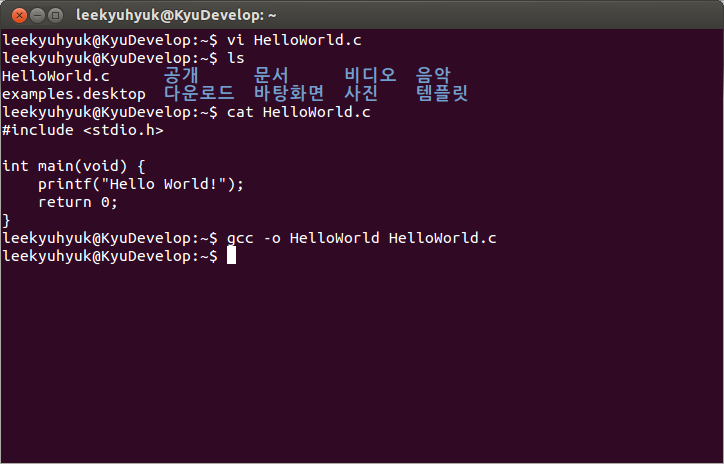 leekyuhyuk@KyuDevelop: ~
leekyuhyuk@KyuDevelop:~$ vi HelloWorld.c
leekyuhyuk@KyuDevelop:~$ ls
HelloWorld.c      공개      문서      비디오  음악
examples.desktop  다운로드  바탕화면  사진    템플릿
leekyuhyuk@KyuDevelop:~$ cat HelloWorld.c
#include <stdio.h>

int main(void) {
    printf("Hello World!");
    return 0;
}
leekyuhyuk@KyuDevelop:~$ gcc -o HelloWorld HelloWorld.c
leekyuhyuk@KyuDevelop:~$